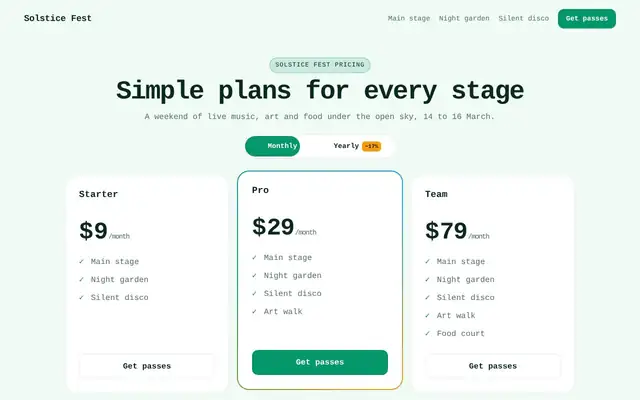 Solstice Fest
Main stage Night garden Silent disco Get passes
SOLSTICE FEST PRICING
Simple plans for every stage
A weekend of live music, art and food under the open sky, 14 to 16 March.
Monthly Yearly −17%
Starter
$9/month
✓ Main stage
✓ Night garden
✓ Silent disco
Get passes
Pro
$29/month
✓ Main stage
✓ Night garden
✓ Silent disco
✓ Art walk
Get passes
Team
$79/month
✓ Main stage
✓ Night garden
✓ Silent disco
✓ Art walk
✓ Food court
Get passes